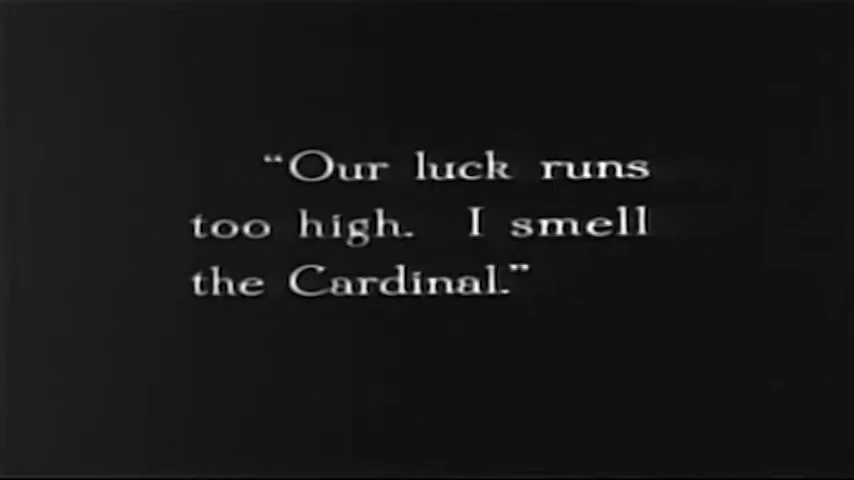 “Our luck runs
too high. I smell
the Cardinal.”